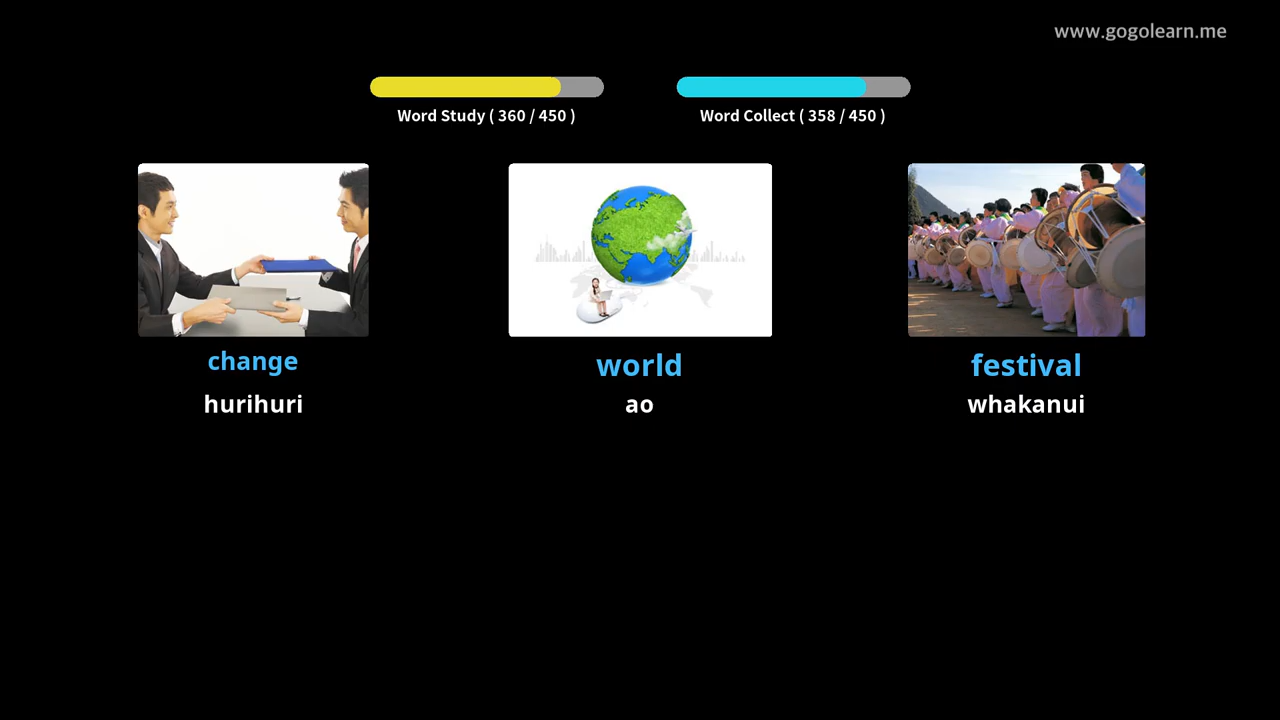 www.gogolearn.me
Word Study ( 360 / 450 )
Word Collect ( 358 / 450 )
change
world
festival
hurihuri
ao
whakanui